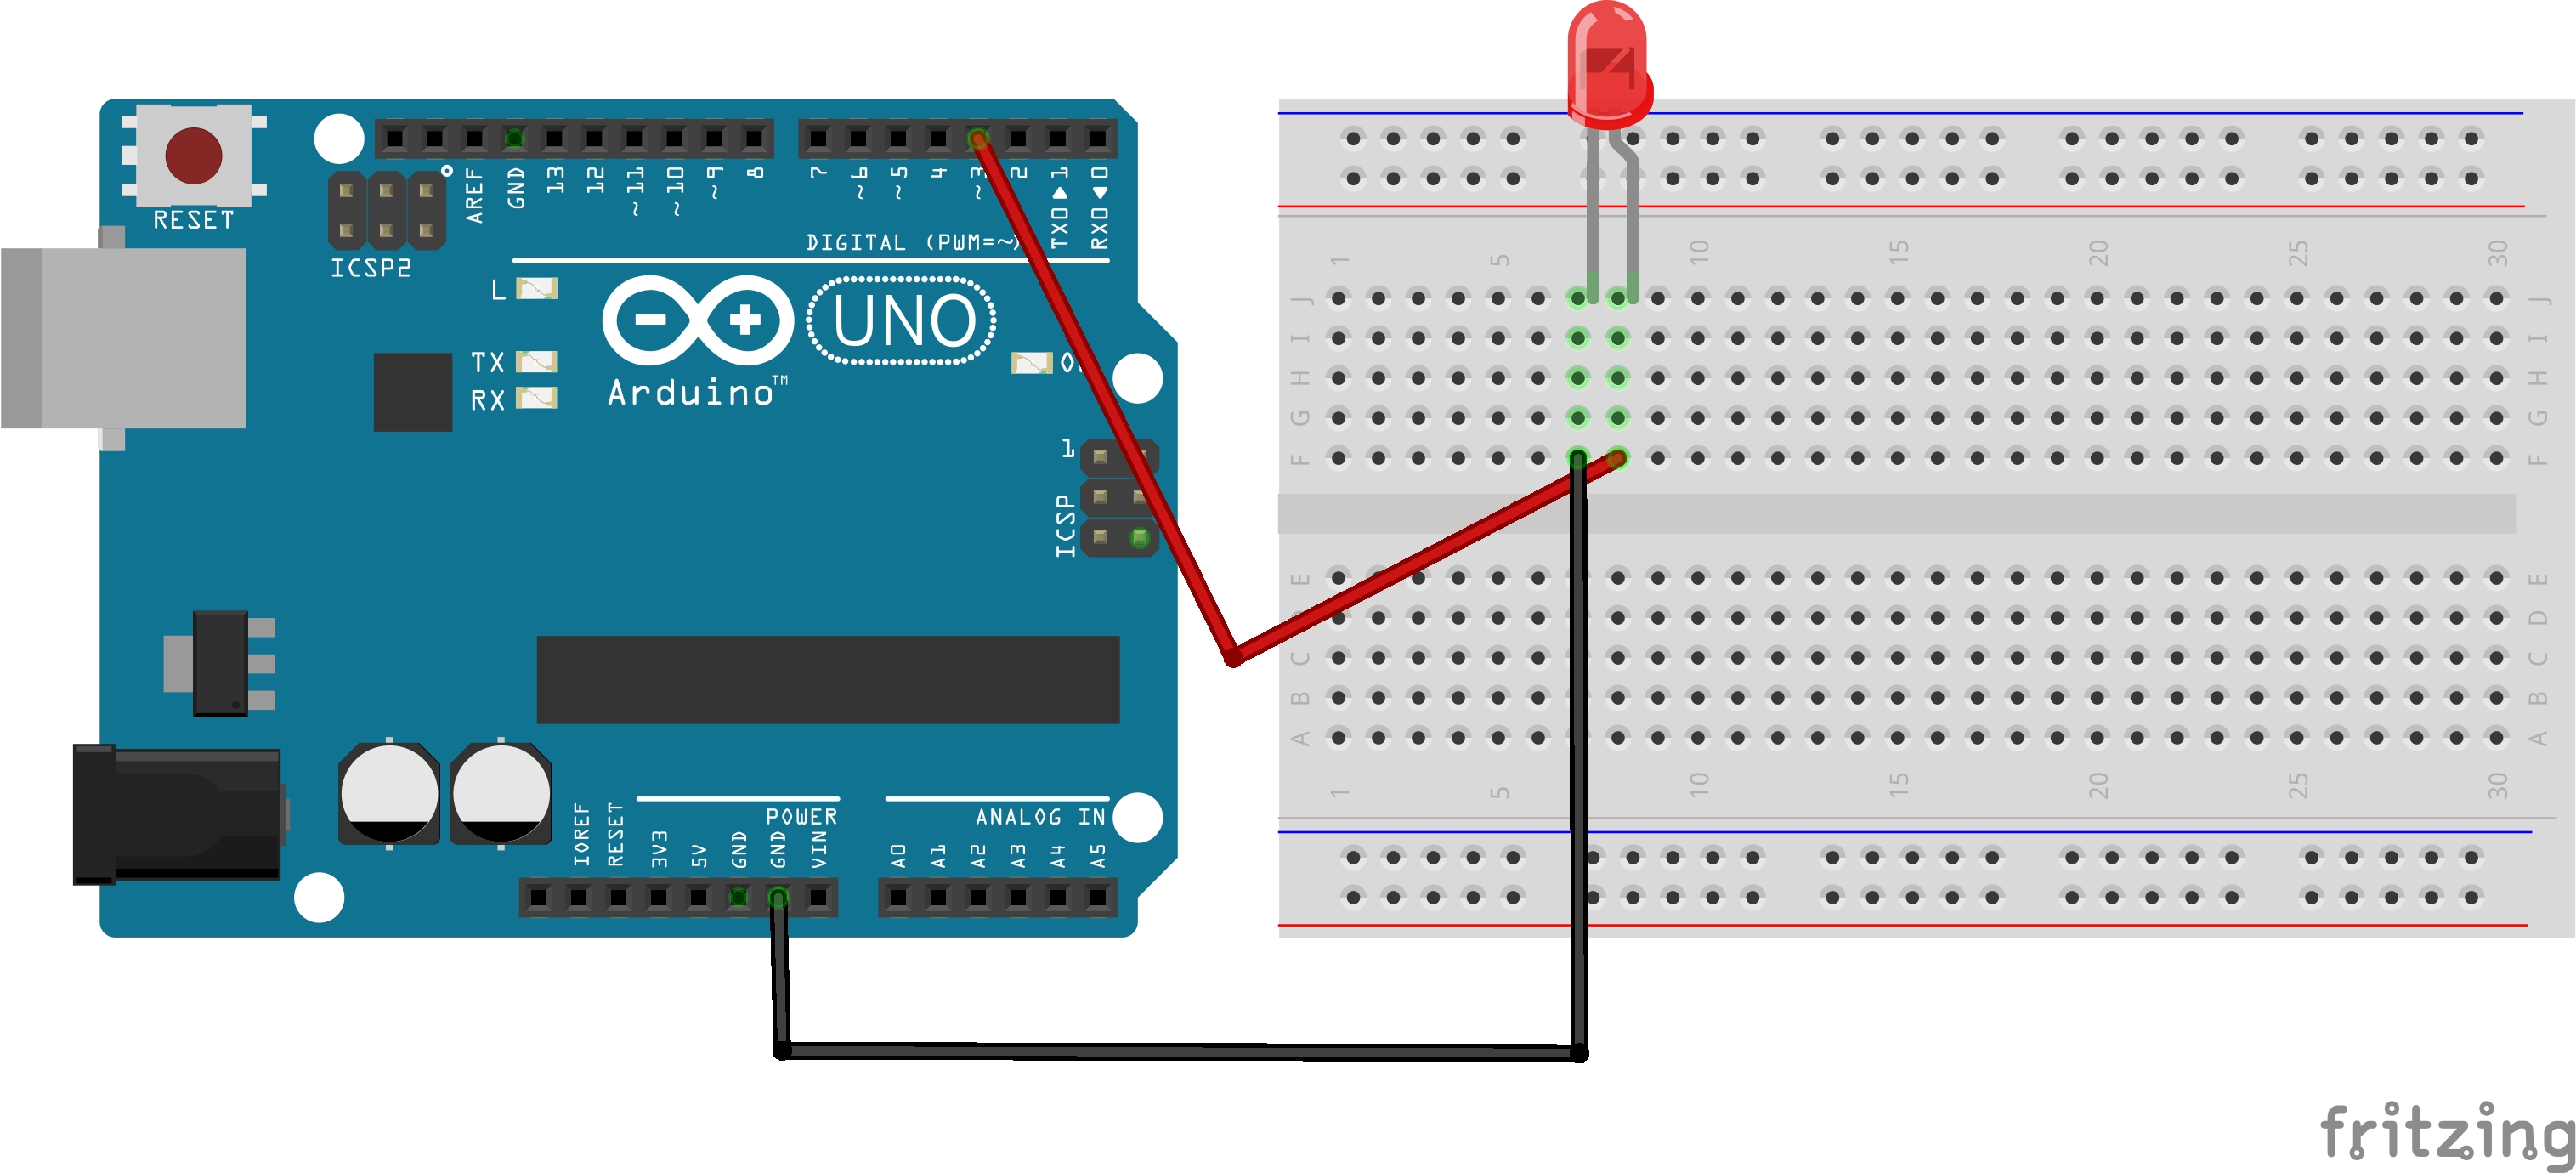 RESET
ICSP2
AREF
GND
13
12
~11
~10
~9
8
7
~6
~5
4
~3
2
TX0▶1
RX0◀0
DIGITAL (PWM=~)
L
TX
RX
UNO
Arduino™
ICSP
1
POWER
ANALOG IN
IOREF
RESET
3V3
5V
GND
GND
VIN
A0
A1
A2
A3
A4
A5
1 5 10 15 20 25 30
J J
I I
H H
G G
F F
E E
D
C C
B B
A A
1 5 10 15 20 25 30
fritzing